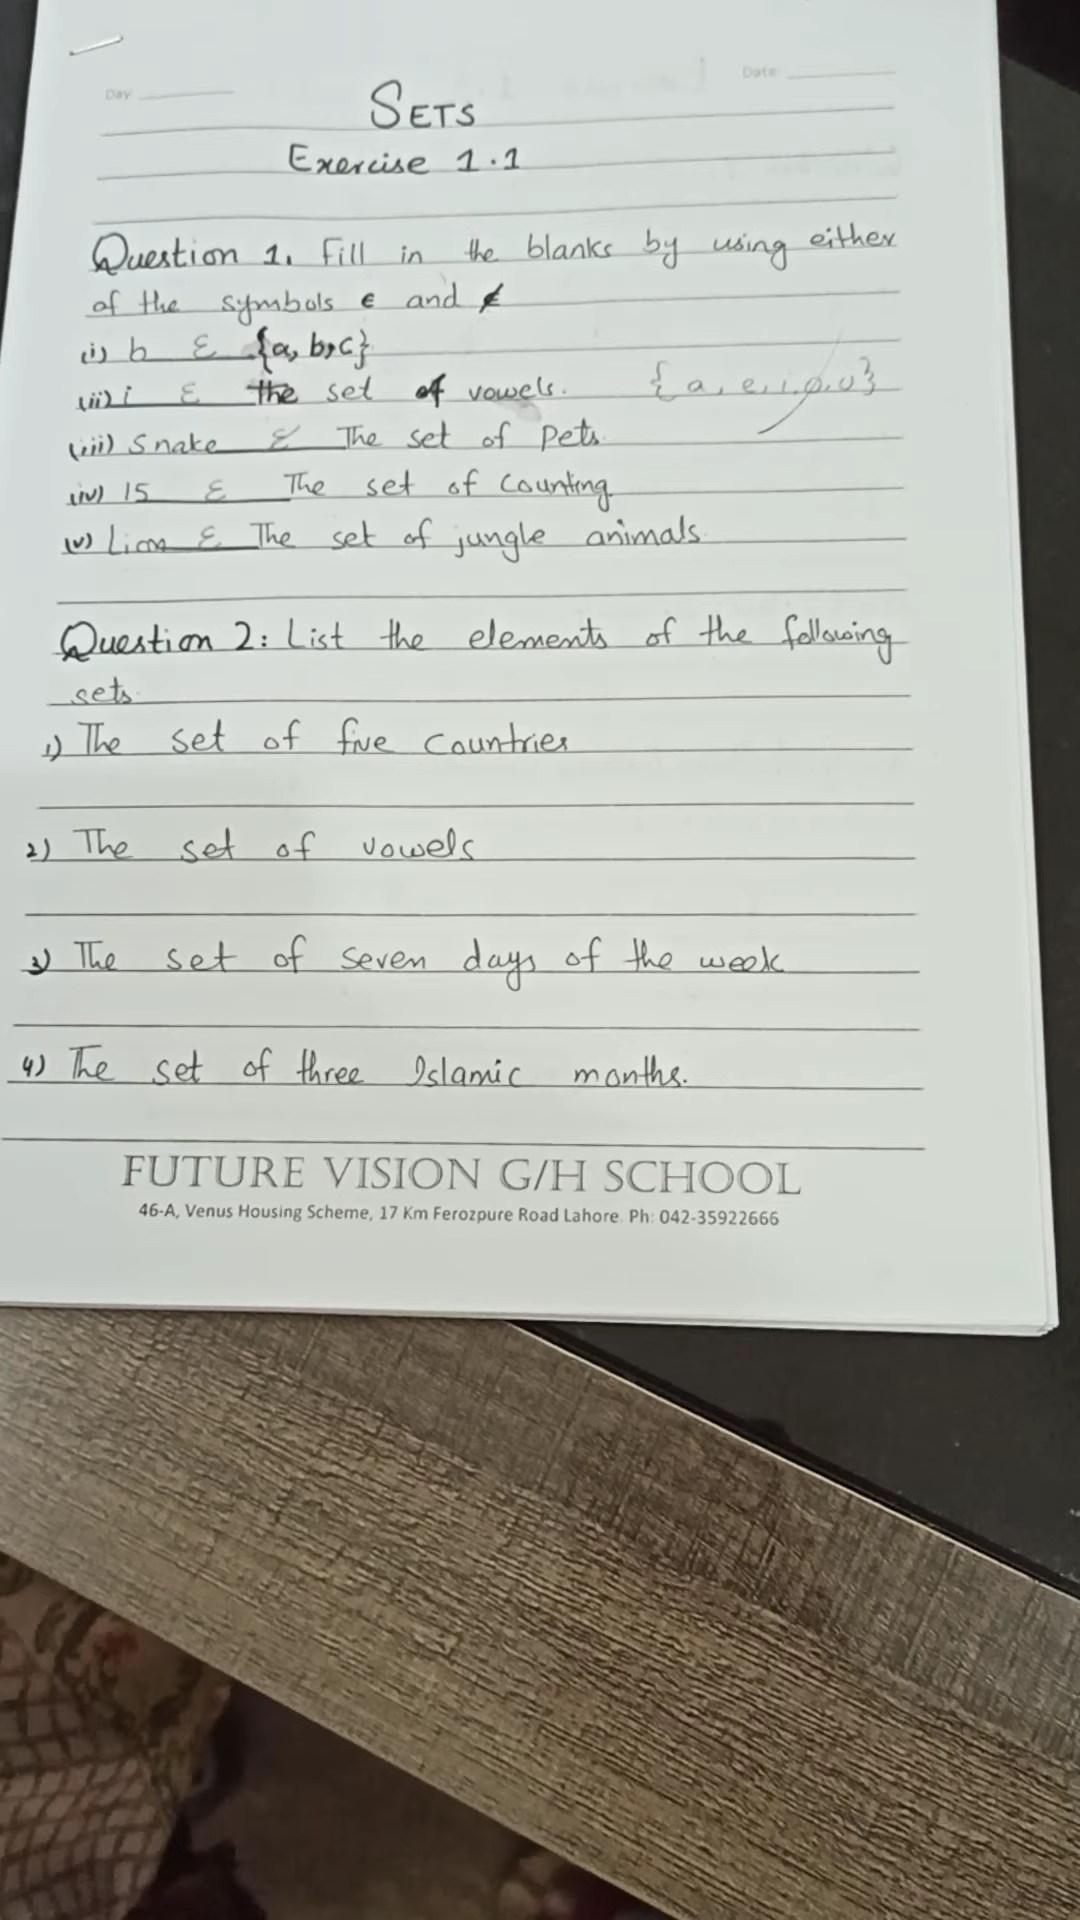 Day
Date:
SETS
Exercise 1.1
Question 1. Fill in the blanks by using either
of the symbols ∈ and ∉
(i) b Ɛ {a, b, c}
(ii) i Ɛ the set of vowels. { a, e, i, o, u}
(iii) Snake Ɛ̸ The set of Pets.
(iv) 15 Ɛ The set of Counting
(v) Lion Ɛ The set of jungle animals.
Question 2: List the elements of the following
sets.
1) The set of five Countries
2) The set of vowels
3) The set of seven days of the week
4) The set of three Islamic months.
FUTURE VISION G/H SCHOOL
46-A, Venus Housing Scheme, 17 Km Ferozpure Road Lahore. Ph: 042-35922666